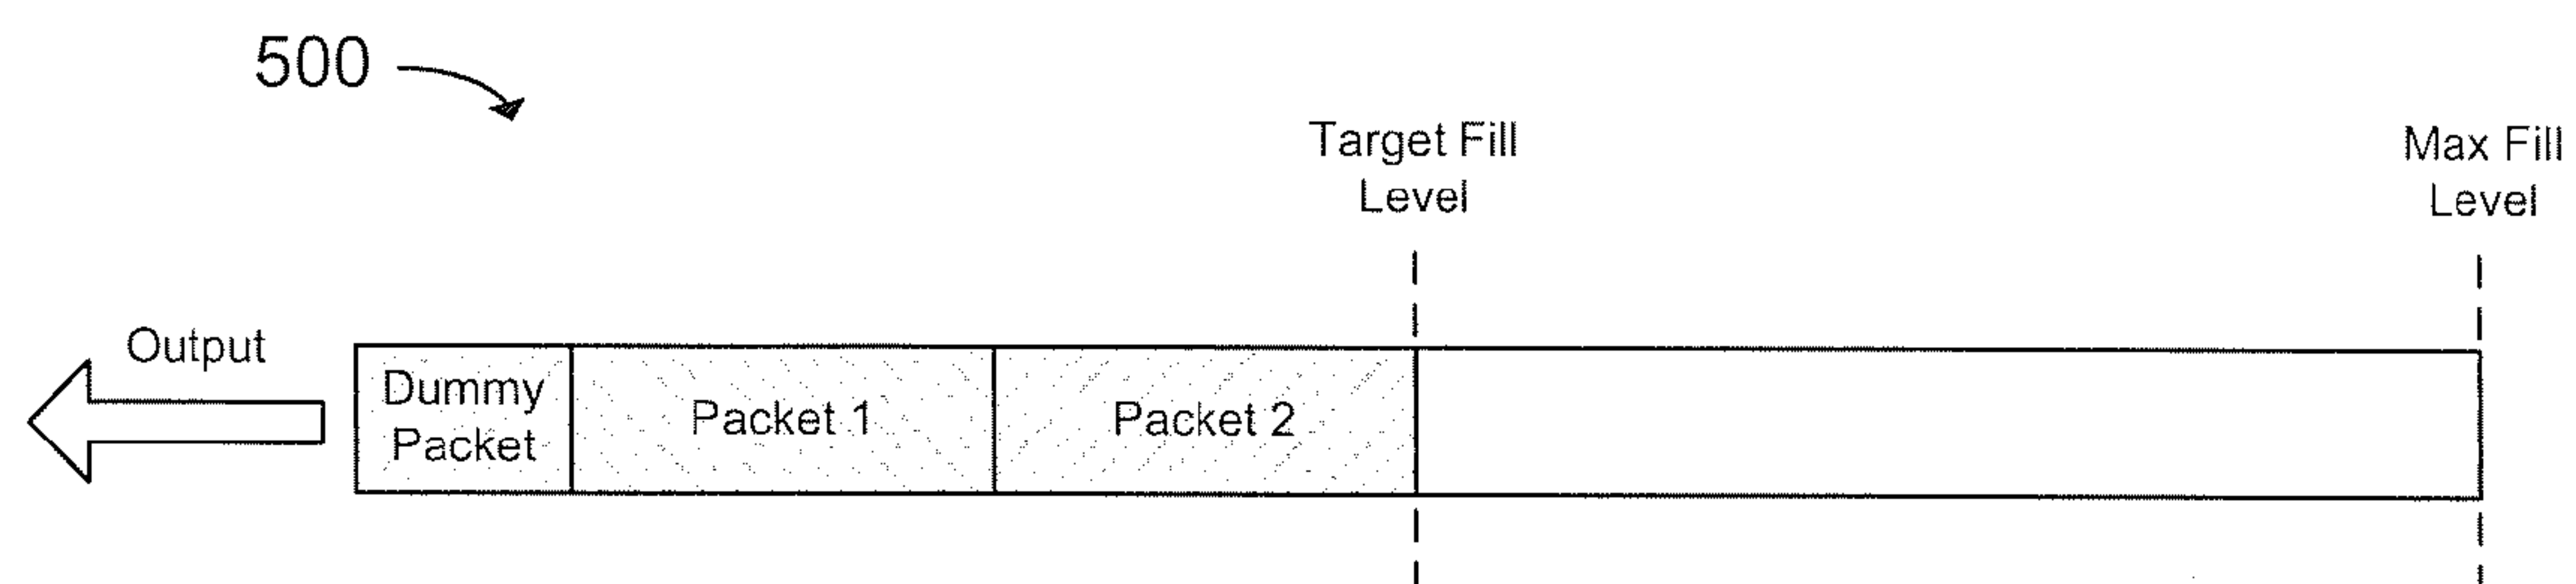 500
Target Fill
Level
Max Fill
Level
Output
Dummy
Packet
Packet 1
Packet 2